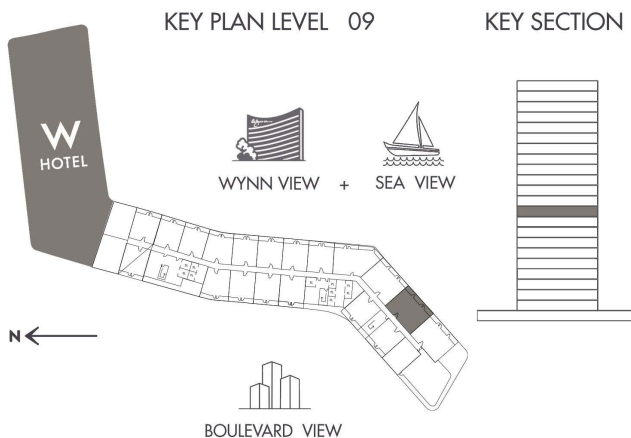 KEY PLAN LEVEL 09
KEY SECTION
W
HOTEL
WYNN VIEW + SEA VIEW
N
BOULEVARD VIEW